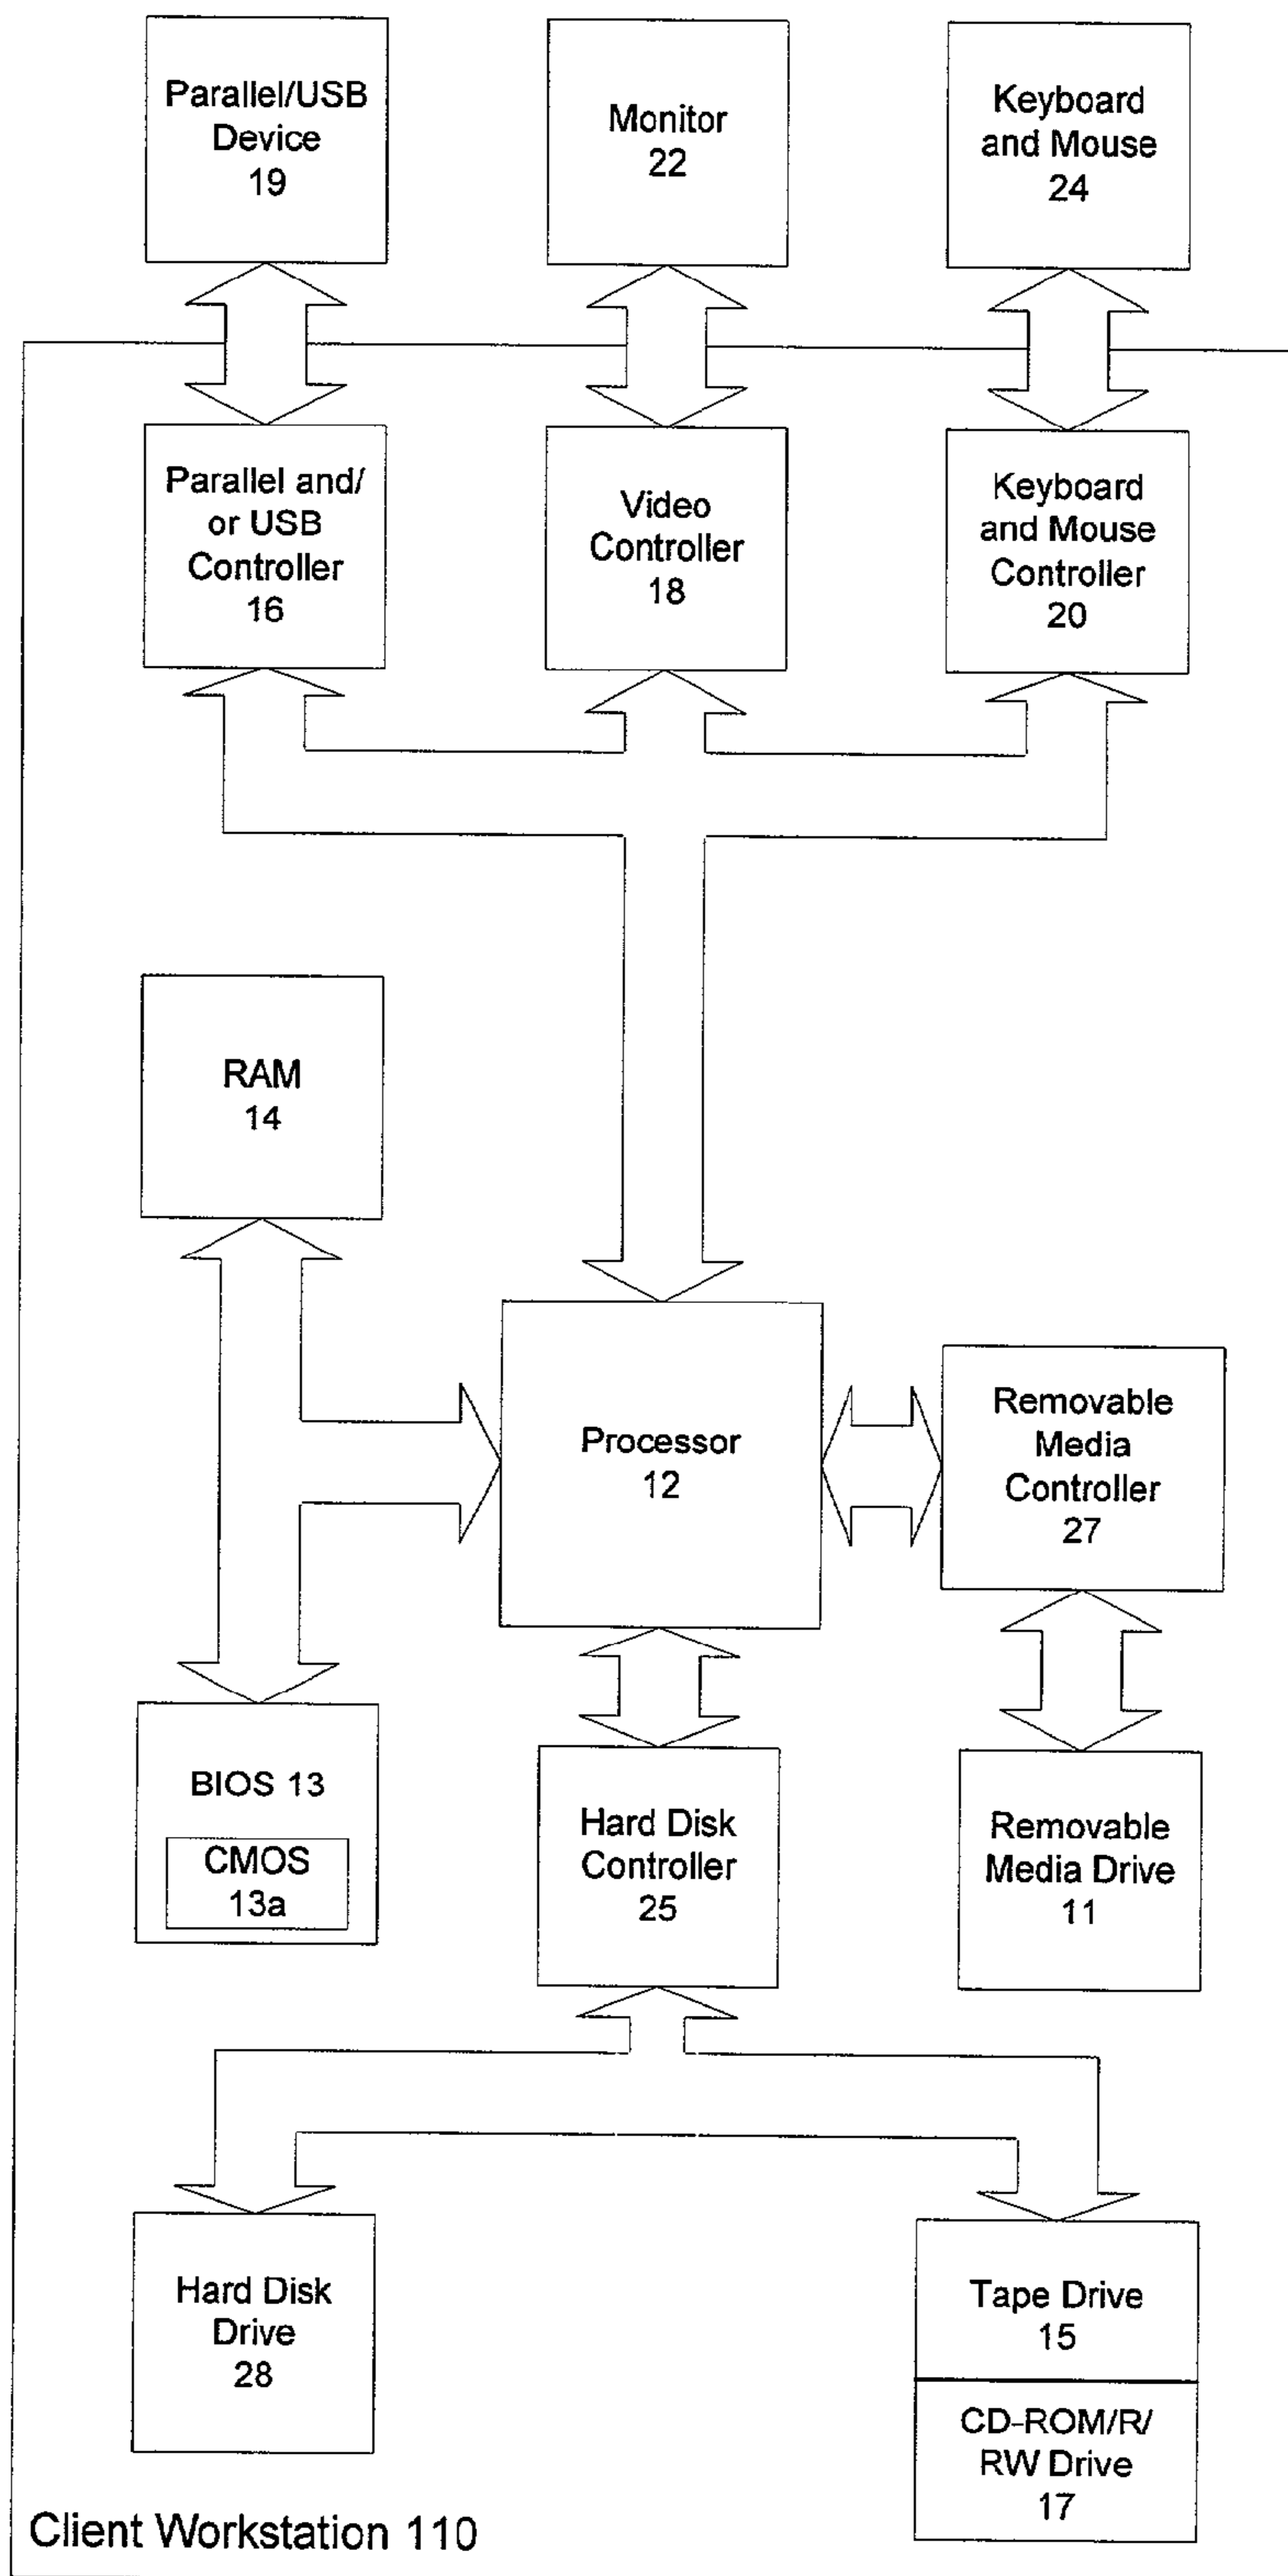 Parallel/USB
Device
19
Monitor
22
Keyboard
and Mouse
24
Parallel and/
or USB
Controller
16
Video
Controller
18
Keyboard
and Mouse
Controller
20
RAM
14
Processor
12
Removable
Media
Controller
27
BIOS 13
CMOS
13a
Hard Disk
Controller
25
Removable
Media Drive
11
Hard Disk
Drive
28
Tape Drive
15
CD-ROM/R/
RW Drive
17
Client Workstation 110